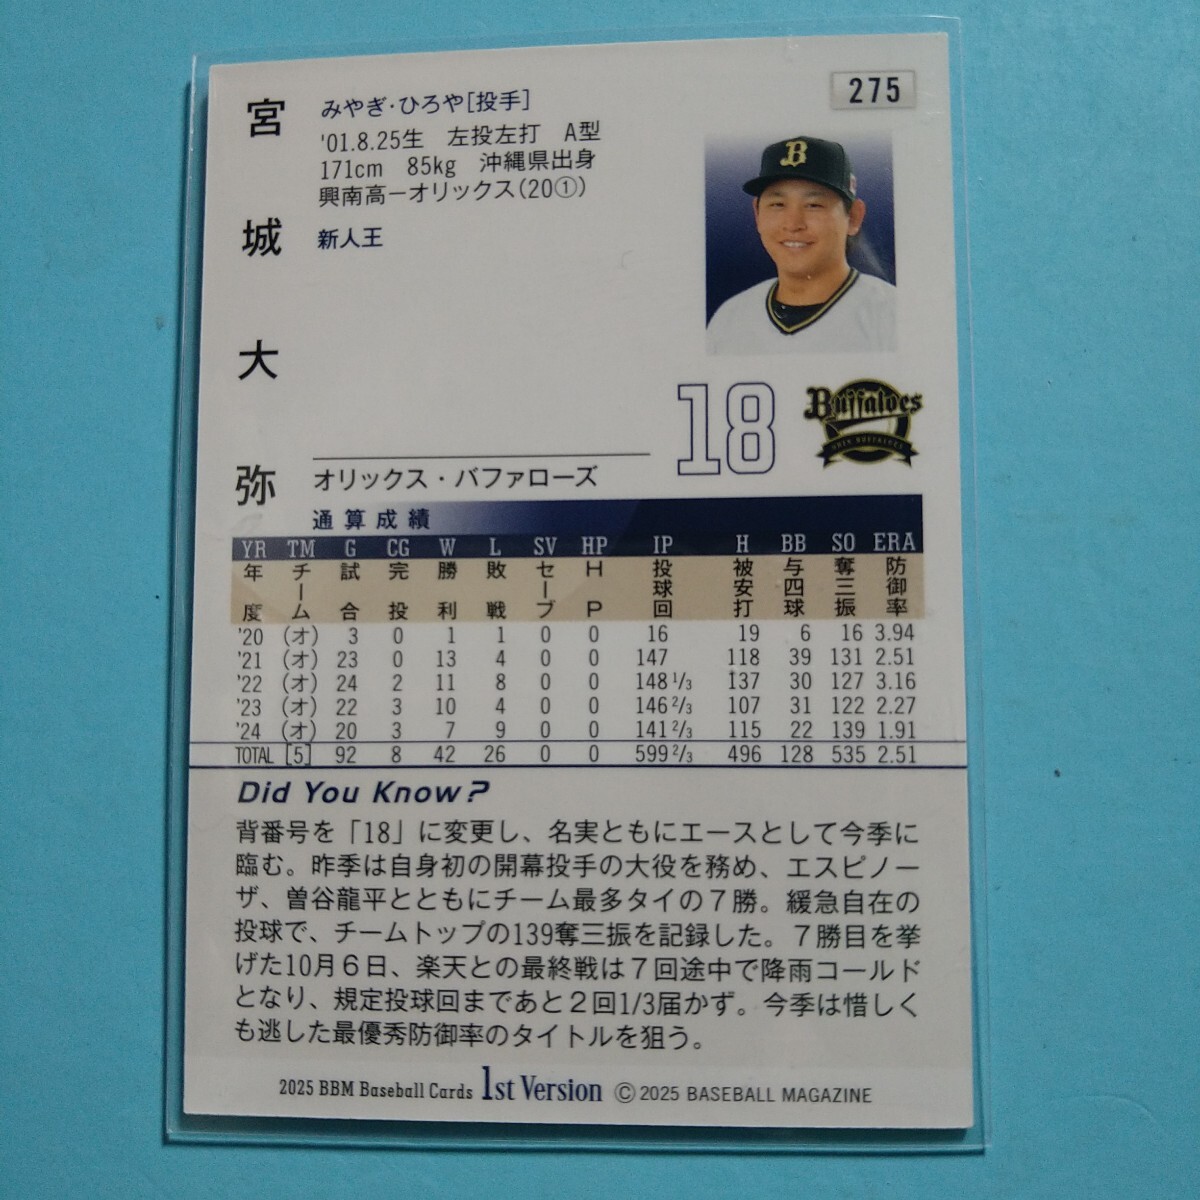 275
宮城大弥
みやぎ・ひろや[投手]
'01.8.25生 左投左打 A型
171cm 85kg 沖縄県出身
興南高－オリックス(20①)
新人王
18
Buffaloes
ORIX BUFFALOES
オリックス・バファローズ
通算成績
YR TM G CG W L SV HP IP H BB SO ERA
年度 チーム 試合 完投 勝利 敗戦 セーブ HP 投球回 被安打 与四球 奪三振 防御率
'20 (オ) 3 0 1 1 0 0 16 19 6 16 3.94
'21 (オ) 23 0 13 4 0 0 147 118 39 131 2.51
'22 (オ) 24 2 11 8 0 0 148 1/3 137 30 127 3.16
'23 (オ) 22 3 10 4 0 0 146 2/3 107 31 122 2.27
'24 (オ) 20 3 7 9 0 0 141 2/3 115 22 139 1.91
TOTAL [5] 92 8 42 26 0 0 599 2/3 496 128 535 2.51
Did You Know?
背番号を「18」に変更し、名実ともにエースとして今季に
臨む。昨季は自身初の開幕投手の大役を務め、エスピノー
ザ、曽谷龍平とともにチーム最多タイの７勝。緩急自在の
投球で、チームトップの139奪三振を記録した。７勝目を挙
げた10月６日、楽天との最終戦は７回途中で降雨コールド
となり、規定投球回まであと２回1/3届かず。今季は惜しく
も逃した最優秀防御率のタイトルを狙う。
2025 BBM Baseball Cards 1st Version © 2025 BASEBALL MAGAZINE